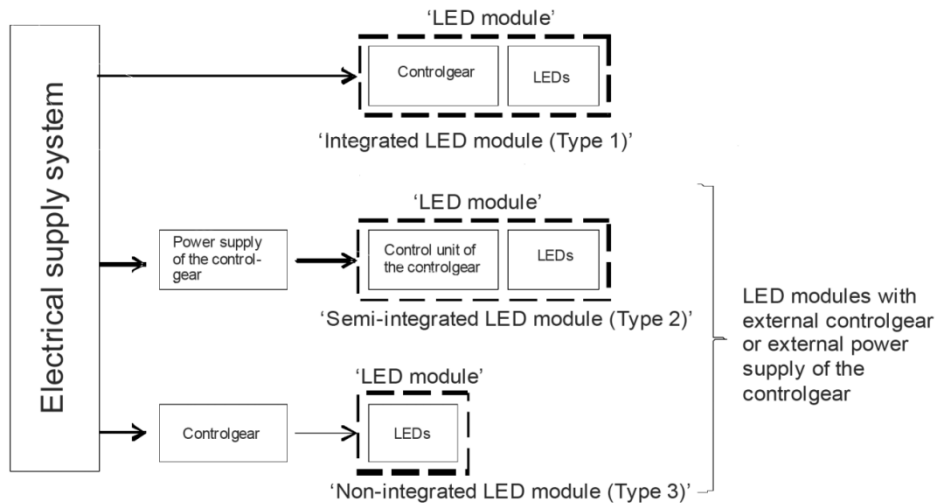 Electrical supply system
‘LED module’
Controlgear
LEDs
‘Integrated LED module (Type 1)’
‘LED module’
Power supply
of the control-
gear
Control unit of
the controlgear
LEDs
‘Semi-integrated LED module (Type 2)’
‘LED module’
Controlgear
LEDs
‘Non-integrated LED module (Type 3)’
LED modules with
external controlgear
or external power
supply of the
controlgear